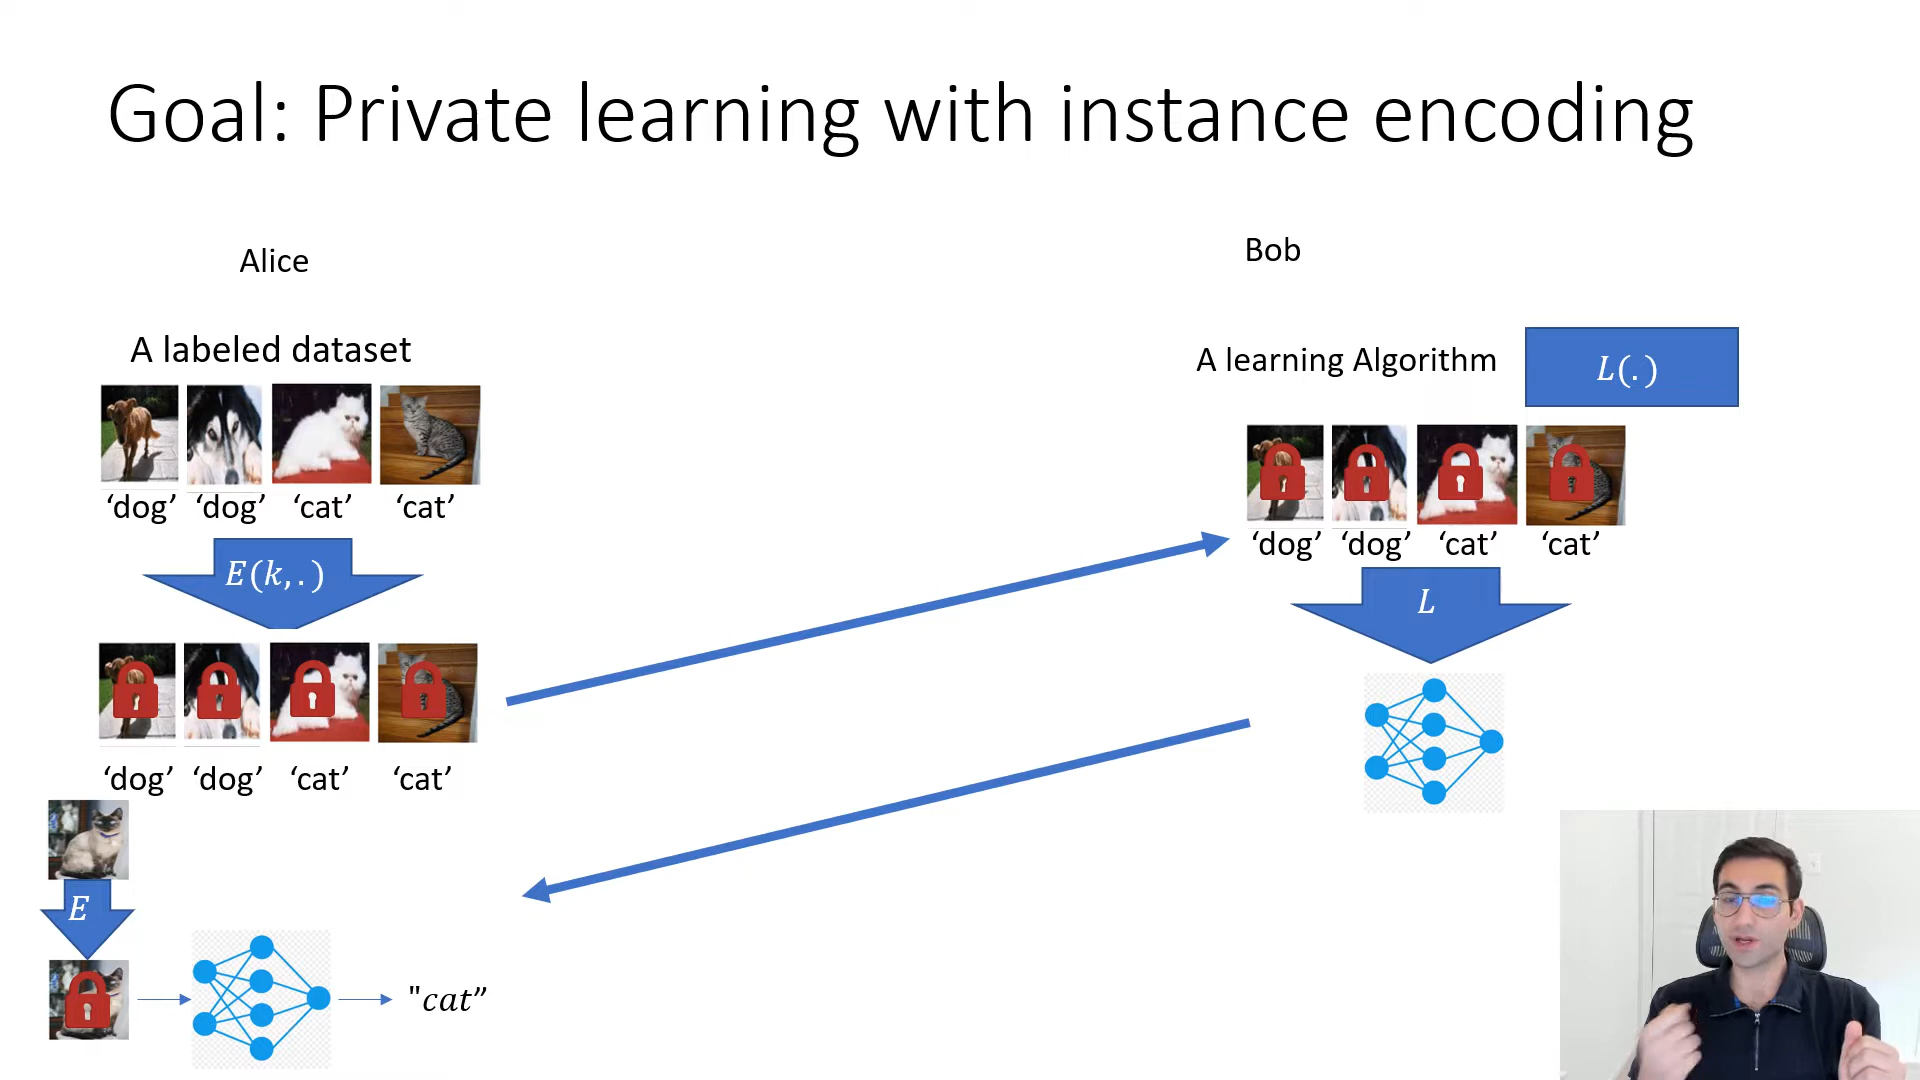 Goal: Private learning with instance encoding
Alice
A labeled dataset
‘dog’ ‘dog’ ‘cat’ ‘cat’
E(k,.)
‘dog’ ‘dog’ ‘cat’ ‘cat’
E
"cat”
Bob
A learning Algorithm
L(.)
‘dog’ ‘dog’ ‘cat’ ‘cat’
L